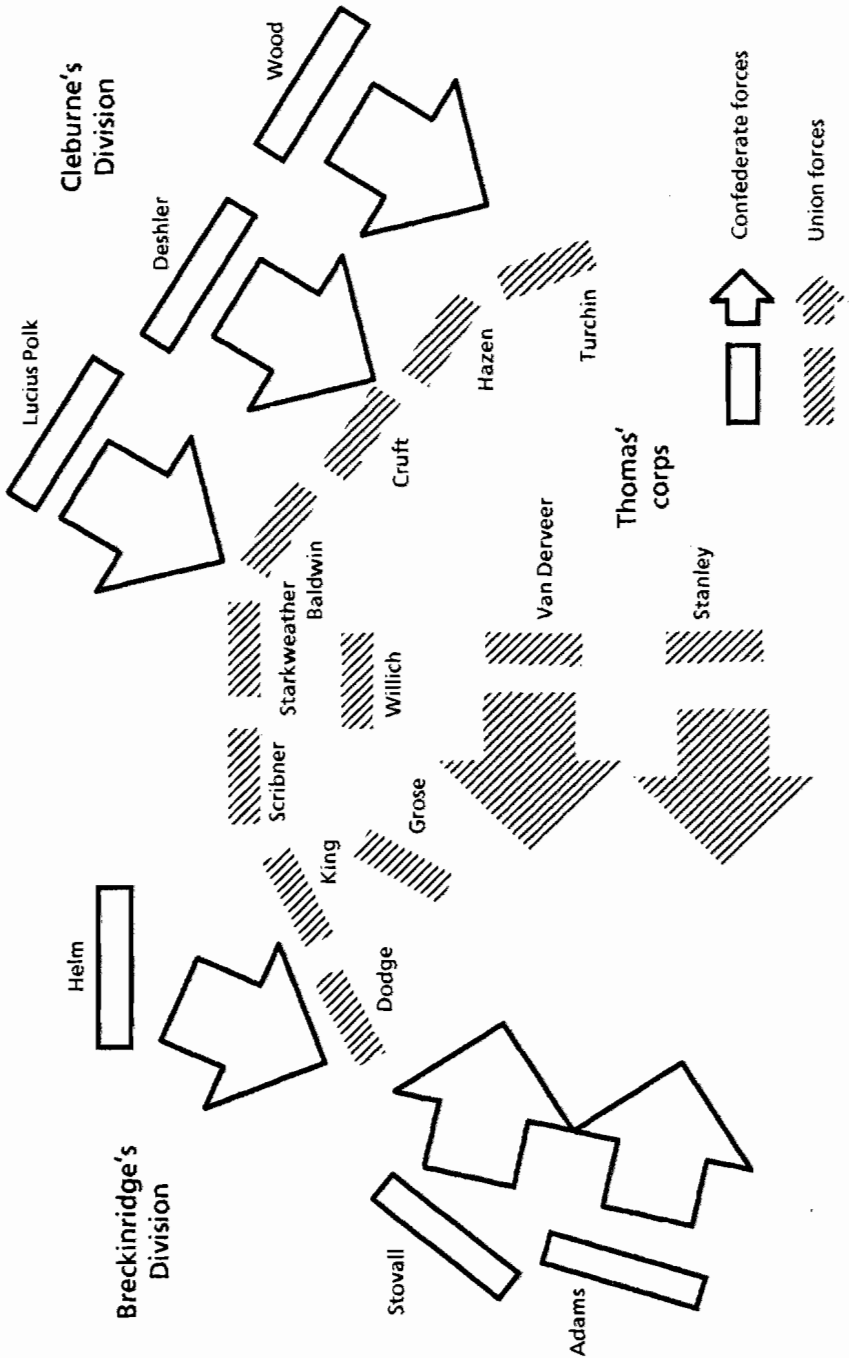 Breckinridge's
Division
Helm
Lucius Polk
Cleburne's
Division
Deshler
Wood
Stovall
Adams
Dodge
King
Scribner
Starkweather
Baldwin
Cruft
Hazen
Turchin
Grose
Willich
Van Derveer
Stanley
Thomas'
corps
Confederate forces
Union forces